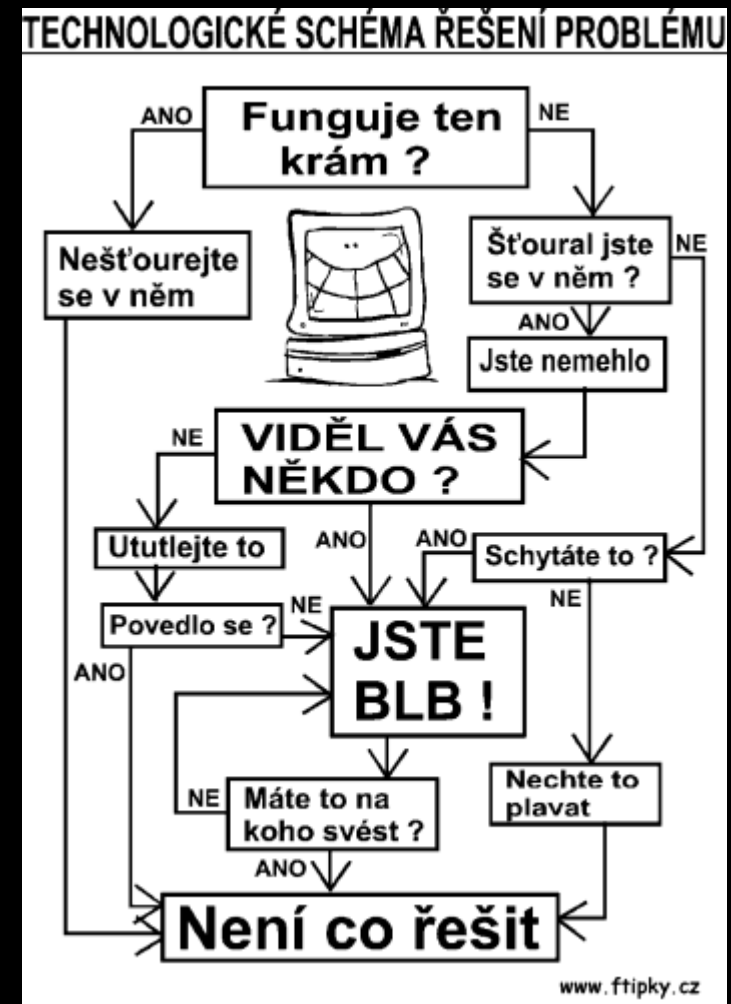 TECHNOLOGICKÉ SCHÉMA ŘEŠENÍ PROBLÉMU
ANO
Funguje ten
krám ?
NE
Nešťourejte
se v něm
Šťoural jste
se v něm ?
NE
ANO
Jste nemehlo
NE
VIDĚL VÁS
NĚKDO ?
Ututlejte to
ANO
ANO
Schytáte to ?
NE
Povedlo se ?
NE
JSTE
BLB !
ANO
NE
Máte to na
koho svést ?
Nechte to
plavat
ANO
Není co řešit
www.ftipky.cz